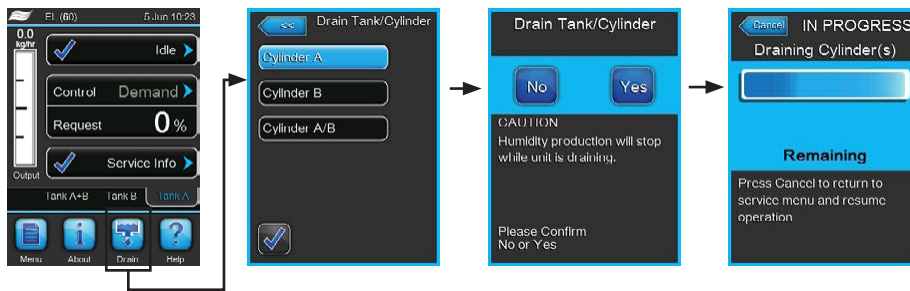 EL (60) 5 Jun 10:23
0.0
kg/hr
Idle
Control Demand
Request 0 %
Service Info
Output
Tank A+B Tank B Tank A
Menu About Drain Help
<< Drain Tank/Cylinder
Cylinder A
Cylinder B
Cylinder A/B
Drain Tank/Cylinder
No Yes
CAUTION
Humidity production will stop
while unit is draining.
Please Confirm
No or Yes
Cancel IN PROGRESS
Draining Cylinder(s)
Remaining
Press Cancel to return to
service menu and resume
operation